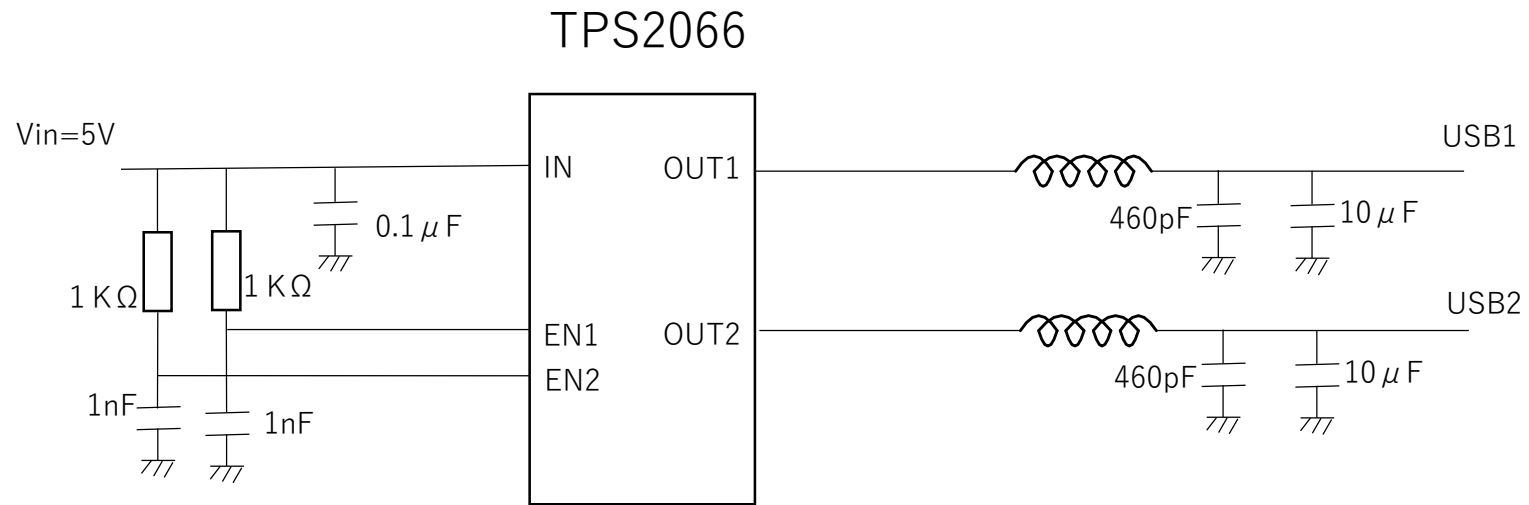 TPS2066
Vin=5V
IN
OUT1
USB1
0.1μF
460pF
10μF
1KΩ
1KΩ
USB2
EN1
OUT2
EN2
460pF
10μF
1nF
1nF